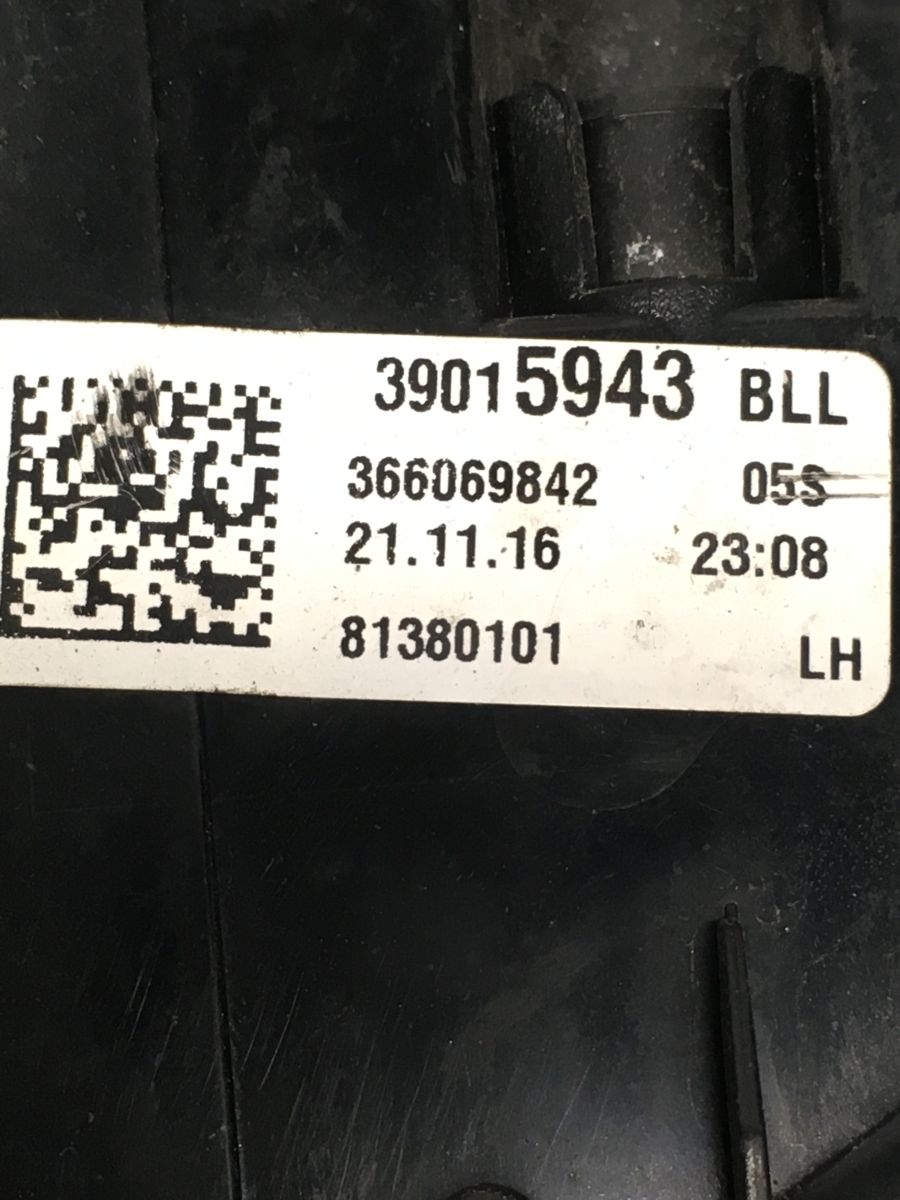 39015943 BLL
366069842 05S
21.11.16 23:08
81380101 LH